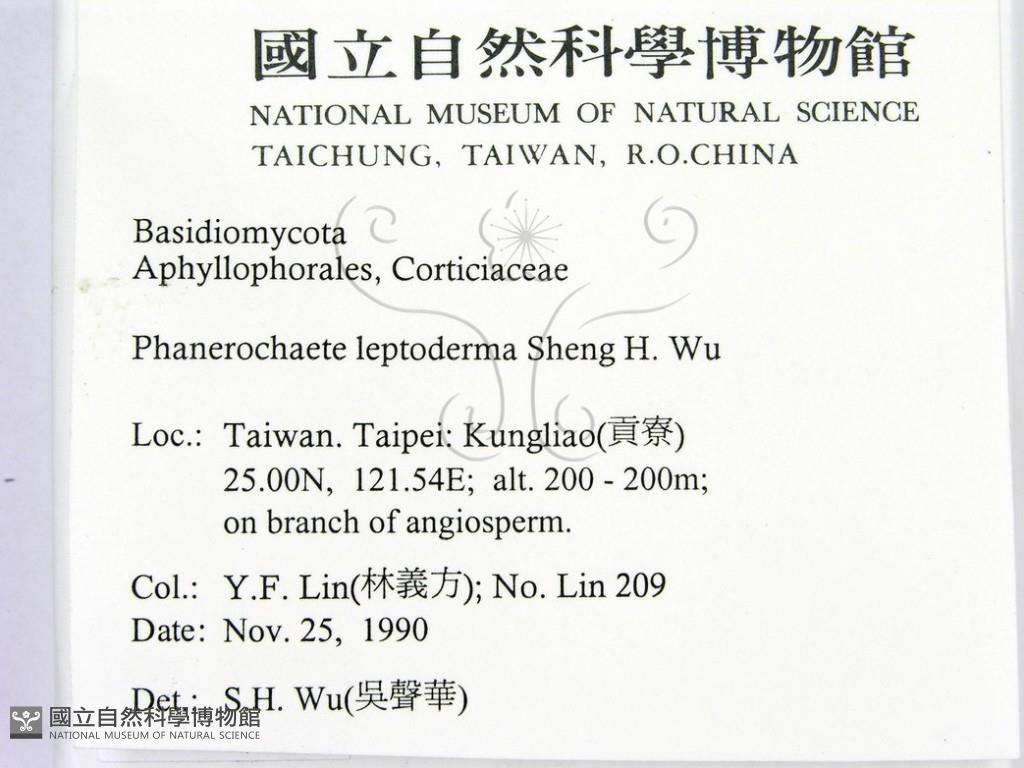 國立自然科學博物館
NATIONAL MUSEUM OF NATURAL SCIENCE
TAICHUNG, TAIWAN, R.O.CHINA
Basidiomycota
Aphyllophorales, Corticiaceae
Phanerochaete leptoderma Sheng H. Wu
Loc.: Taiwan. Taipei: Kungliao(貢寮)
25.00N, 121.54E; alt. 200 - 200m;
on branch of angiosperm.
Col.: Y.F. Lin(林義方); No. Lin 209
Date: Nov. 25, 1990
Det.: S.H. Wu(吳聲華)
國立自然科學博物館
NATIONAL MUSEUM OF NATURAL SCIENCE